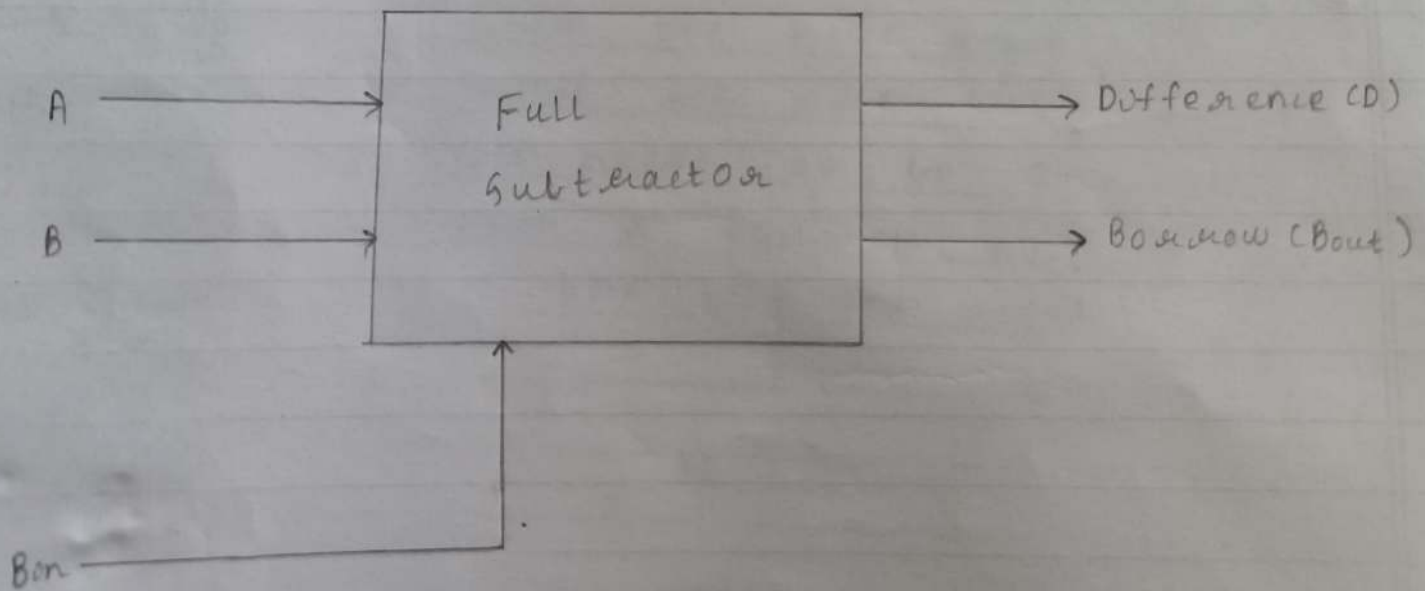 A
Full
Subtractor
Difference (D)
B
Borrow (Bout)
Bin